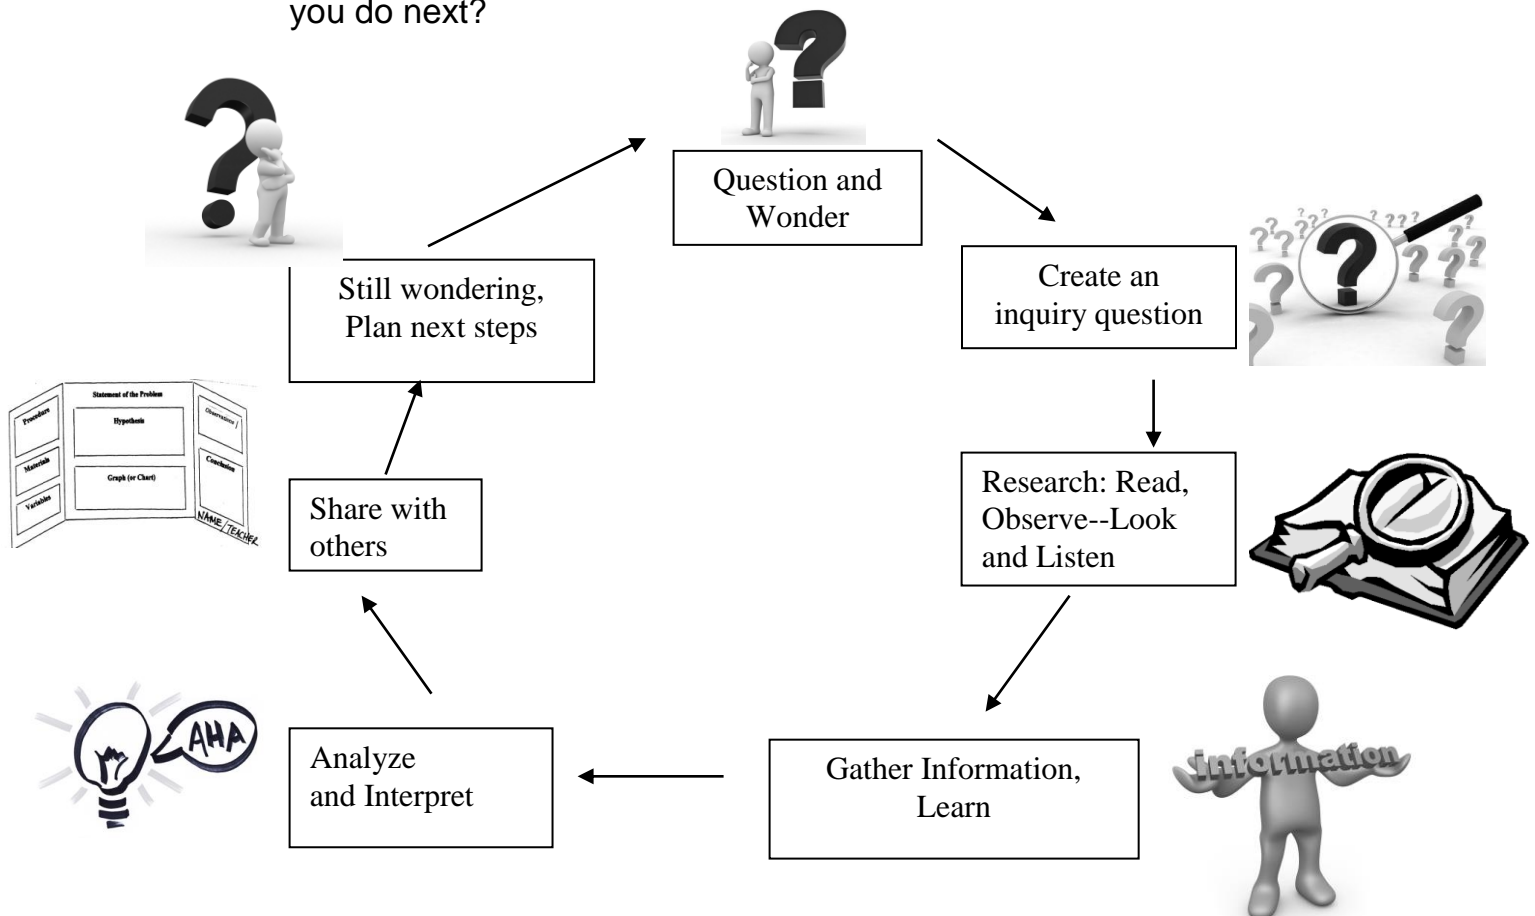 you do next?
Question and
Wonder
Create an
inquiry question
Research: Read,
Observe--Look
and Listen
Gather Information,
Learn
information
Analyze
and Interpret
AHA
Share with
others
Statement of the Problem
Procedure
Hypothesis
Observations /
Materials
Graph (or Chart)
Conclusion
Variables
NAME/TEACHER
Still wondering,
Plan next steps